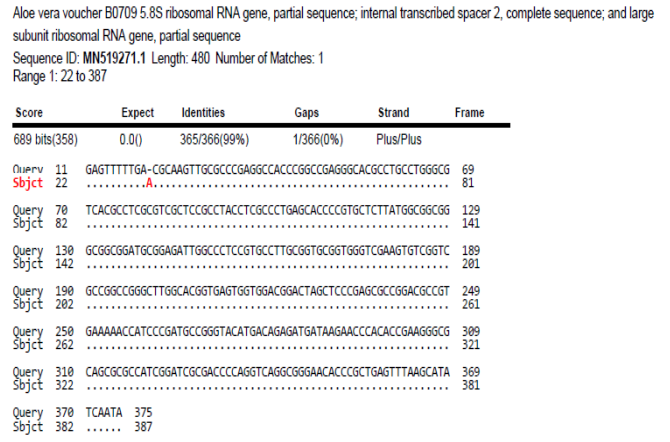 Aloe vera voucher B0709 5.8S ribosomal RNA gene, partial sequence; internal transcribed spacer 2, complete sequence; and large
subunit ribosomal RNA gene, partial sequence
Sequence ID: MN519271.1 Length: 480 Number of Matches: 1
Range 1: 22 to 387
Score Expect Identities Gaps Strand Frame
689 bits(358) 0.0() 365/366(99%) 1/366(0%) Plus/Plus
Query 11 GAGTTTTTGA-CGCAAGTTGCGCCCGAGGCCACCCGGCCGAGGGCACGCCTGCCTGGGCG 69
Sbjct 22 ..........A................................................. 81
Query 70 TCACGCCTCGCGTCGCTCCGCCTACCTCGCCCTGAGCACCCCGTGCTCTTATGGCGGCGG 129
Sbjct 82 ............................................................ 141
Query 130 GCGGCGGATGCGGAGATTGGCCCTCCGTGCCTTGCGGTGCGGTGGGTCGAAGTGTCGGTC 189
Sbjct 142 ............................................................ 201
Query 190 GCCGGCCGGGCTTGGCACGGTGAGTGGTGGACGGACTAGCTCCCGAGCGCCGGACGCCGT 249
Sbjct 202 ............................................................ 261
Query 250 GAAAAACCATCCCGATGCCGGGTACATGACAGAGATGATAAGAACCCACACCGAAGGGCG 309
Sbjct 262 ............................................................ 321
Query 310 CAGCGCGCCATCGGATCGCGACCCCAGGTCAGGCGGGAACACCCGCTGAGTTTAAGCATA 369
Sbjct 322 ............................................................ 381
Query 370 TCAATA 375
Sbjct 382 ...... 387